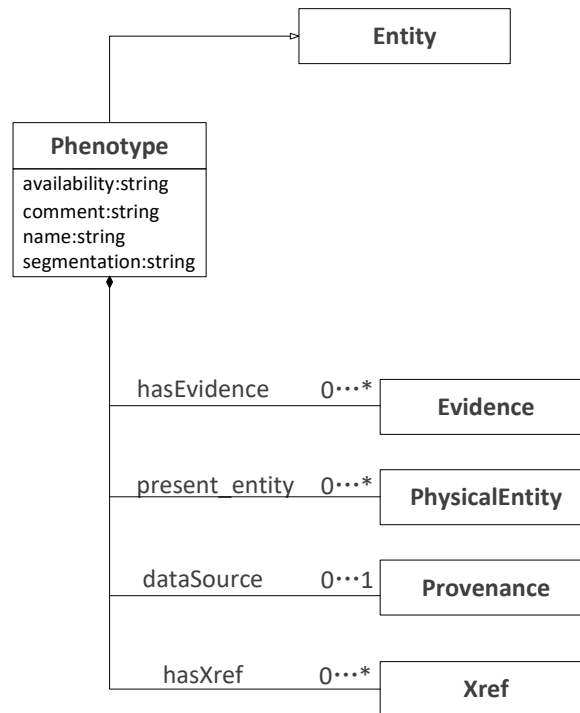 Entity
Phenotype
availability:string
comment:string
name:string
segmentation:string
hasEvidence 0···*
Evidence
present_entity 0···*
PhysicalEntity
dataSource 0···1
Provenance
hasXref 0···*
Xref